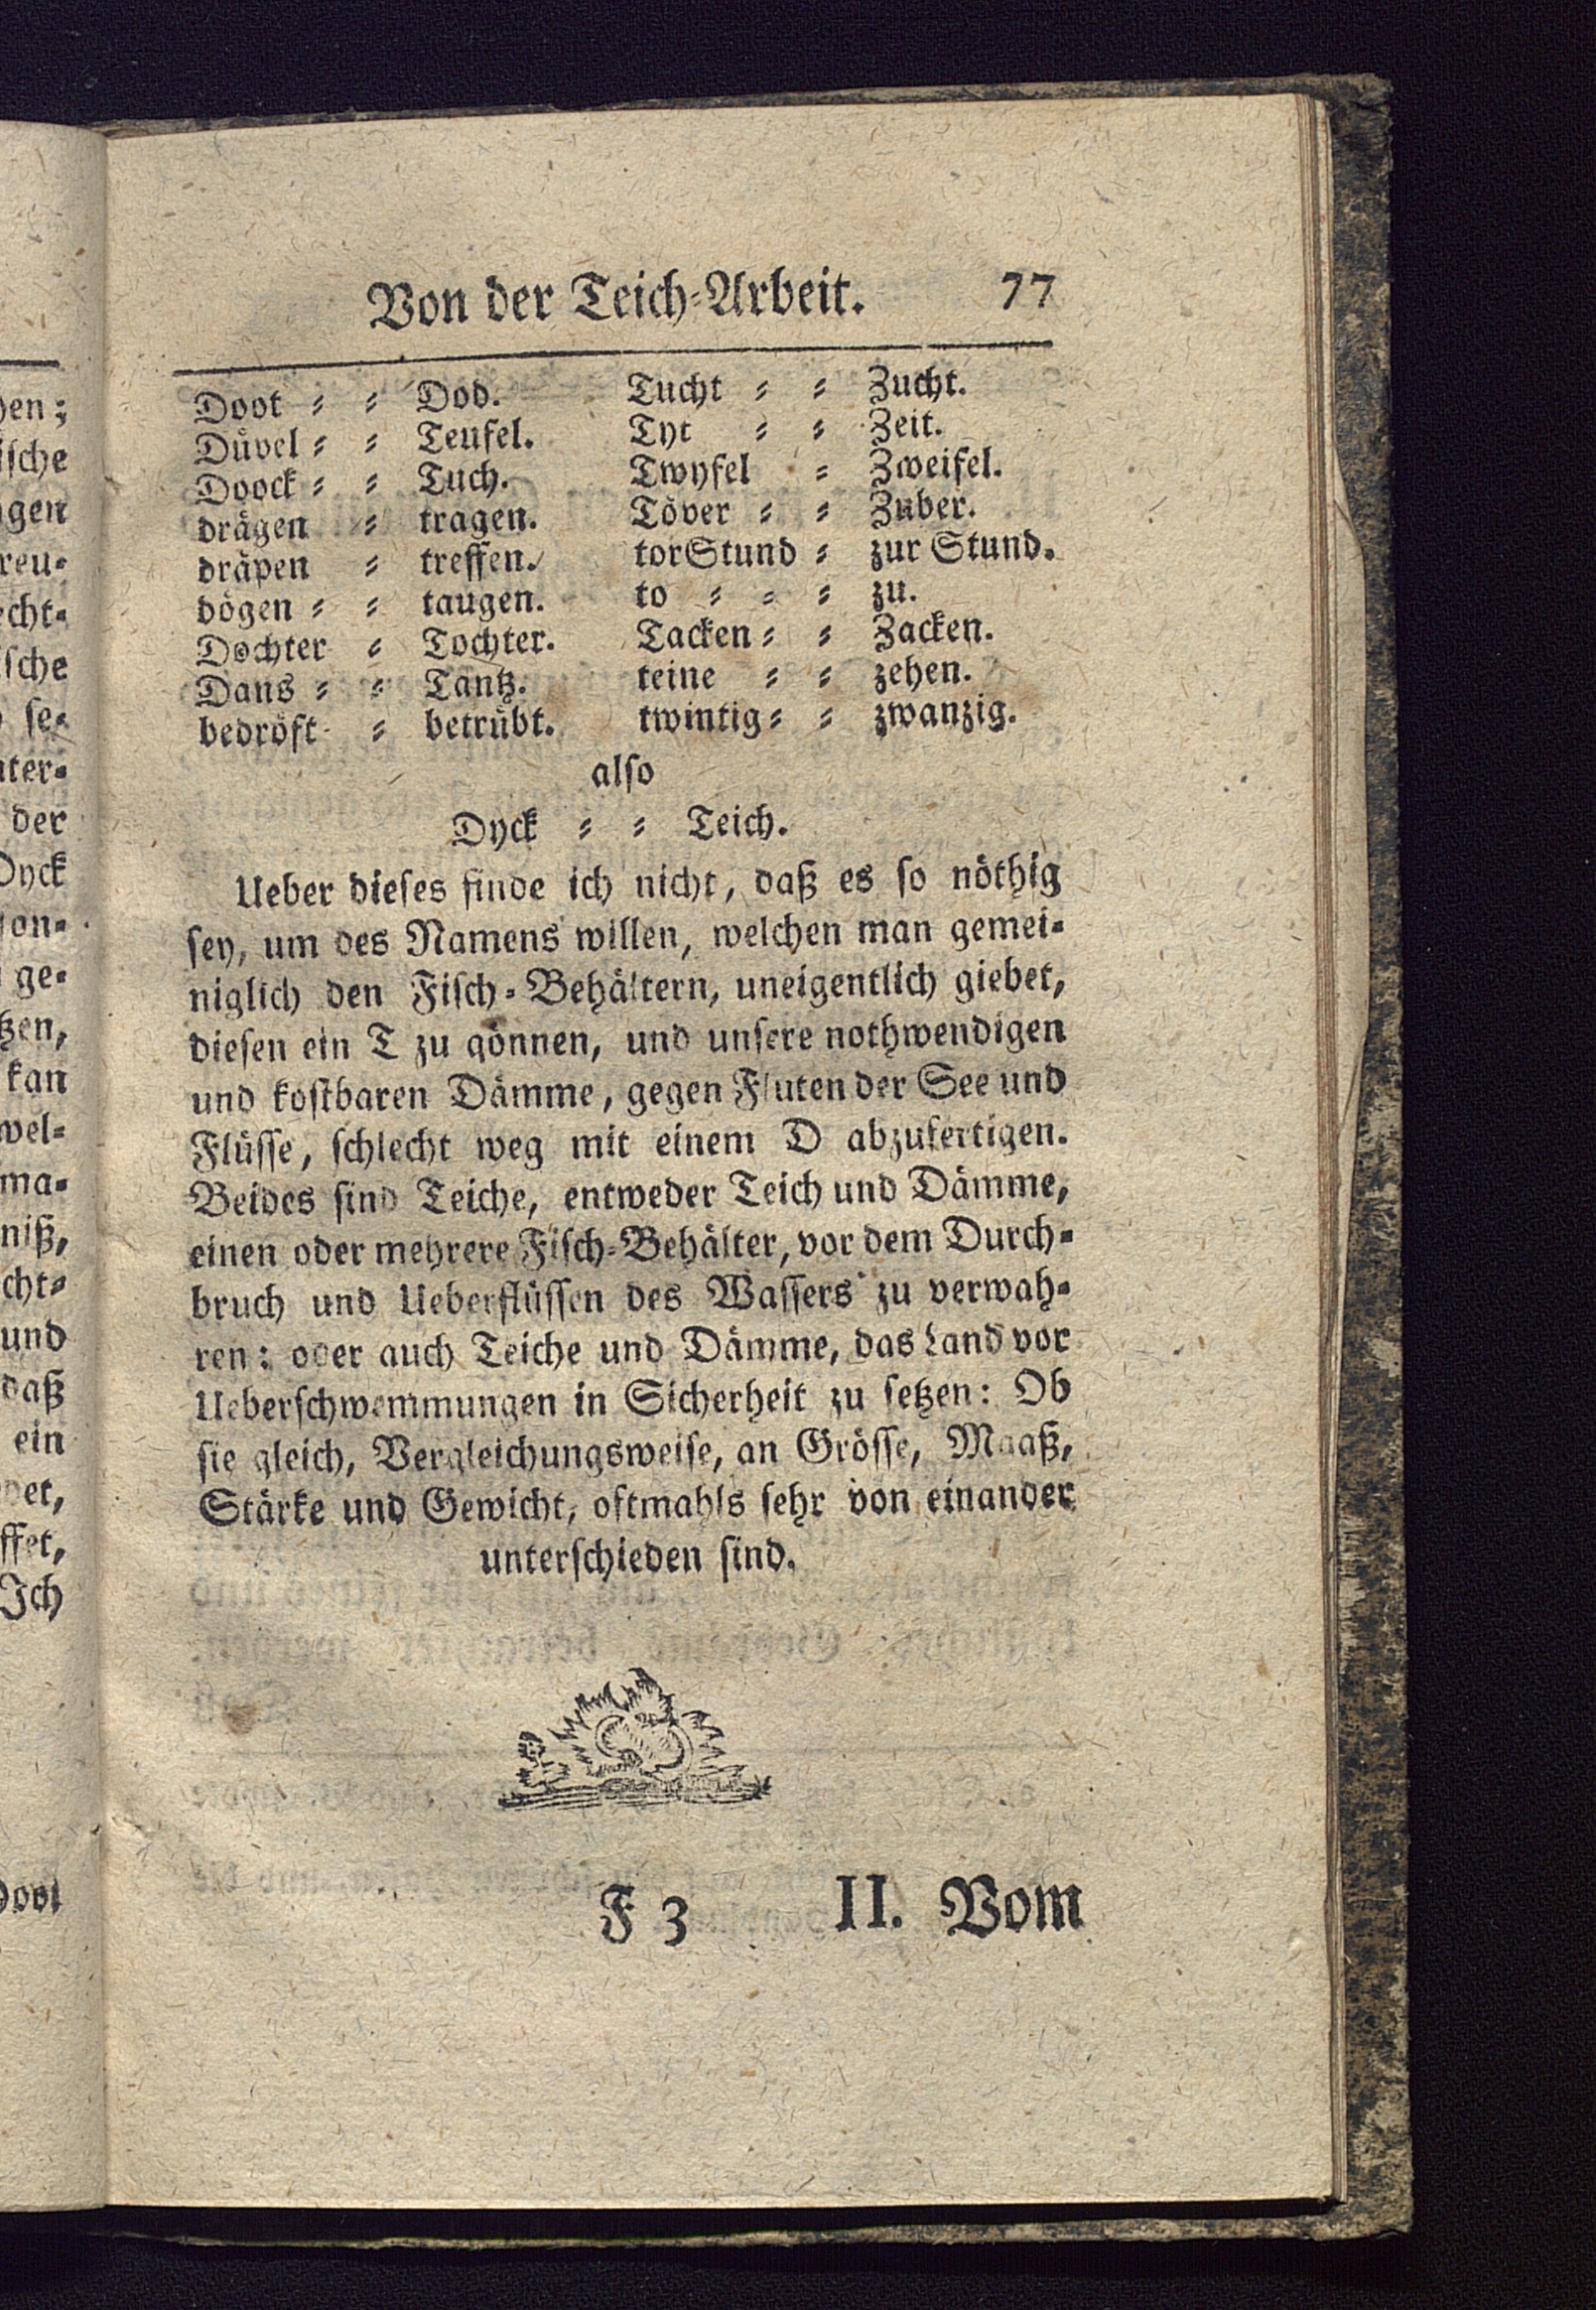 Von der Teich-Arbeit. 77
Doot = = Dod. Tucht = = Zucht.
Düvel = = Teufel. Tyt = = Zeit.
Doock = = Tuch. Twyfel = Zweifel.
drägen = tragen. Töver = = Zuber.
dräpen = treffen. tor Stund = zur Stund.
dögen = = taugen. to = = = zu.
Dochter = Tochter. Tacken = = Zacken.
Dans = = Tantz. teine = = zehen.
bedröft = betrübt. twintig = = zwanzig.
also
Dyck = = Teich.
Ueber dieses finde ich nicht, daß es so nöthig
sey, um des Namens willen, welchen man gemei=
niglich den Fisch=Behältern, uneigentlich giebet,
diesen ein T zu gönnen, und unsere nothwendigen
und kostbaren Dämme, gegen Fluten der See und
Flüsse, schlecht weg mit einem D abzufertigen.
Beides sind Teiche, entweder Teich und Dämme,
einen oder mehrere Fisch=Behälter, vor dem Durch=
bruch und Ueberflüssen des Wassers zu verwah=
ren: oder auch Teiche und Dämme, das Land vor
Ueberschwemmungen in Sicherheit zu setzen: Ob
sie gleich, Vergleichungsweise, an Grösse, Maaß,
Stärke und Gewicht, oftmahls sehr von einander
unterschieden sind.
F 3 II. Vom